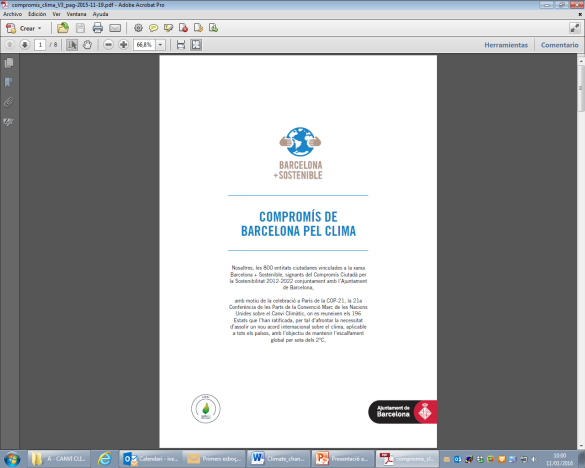 compromis_clima_V3_pag-2015-11-19.pdf - Adobe Acrobat Pro
Archivo Edición Ver Ventana Ayuda
Crear
1 / 8 66,8%
Herramientas Comentario
BARCELONA
+SOSTENIBLE
COMPROMÍS DE
BARCELONA PEL CLIMA
Nosaltres, les 800 entitats ciutadanes vinculades a la xarxa
Barcelona + Sostenible, signants del Compromís Ciutadà per
la Sostenibilitat 2012-2022 conjuntament amb l'Ajuntament
de Barcelona,
amb motiu de la celebració a París de la COP-21, la 21a
Conferència de les Parts de la Convenció Marc de les Nacions
Unides sobre el Canvi Climàtic, on es reuneixen els 196
Estats que l'han ratificada, per tal d'afrontar la necessitat
d'assolir un nou acord internacional sobre el clima, aplicable
a tots els països, amb l'objectiu de mantenir l'escalfament
global per sota dels 2°C,
Ajuntament de
Barcelona
A - CANVI CLI... Calendari - ive... Primers esboç... Climate_chan... Presentació a... compromis_cl...
10:00
11/01/2016